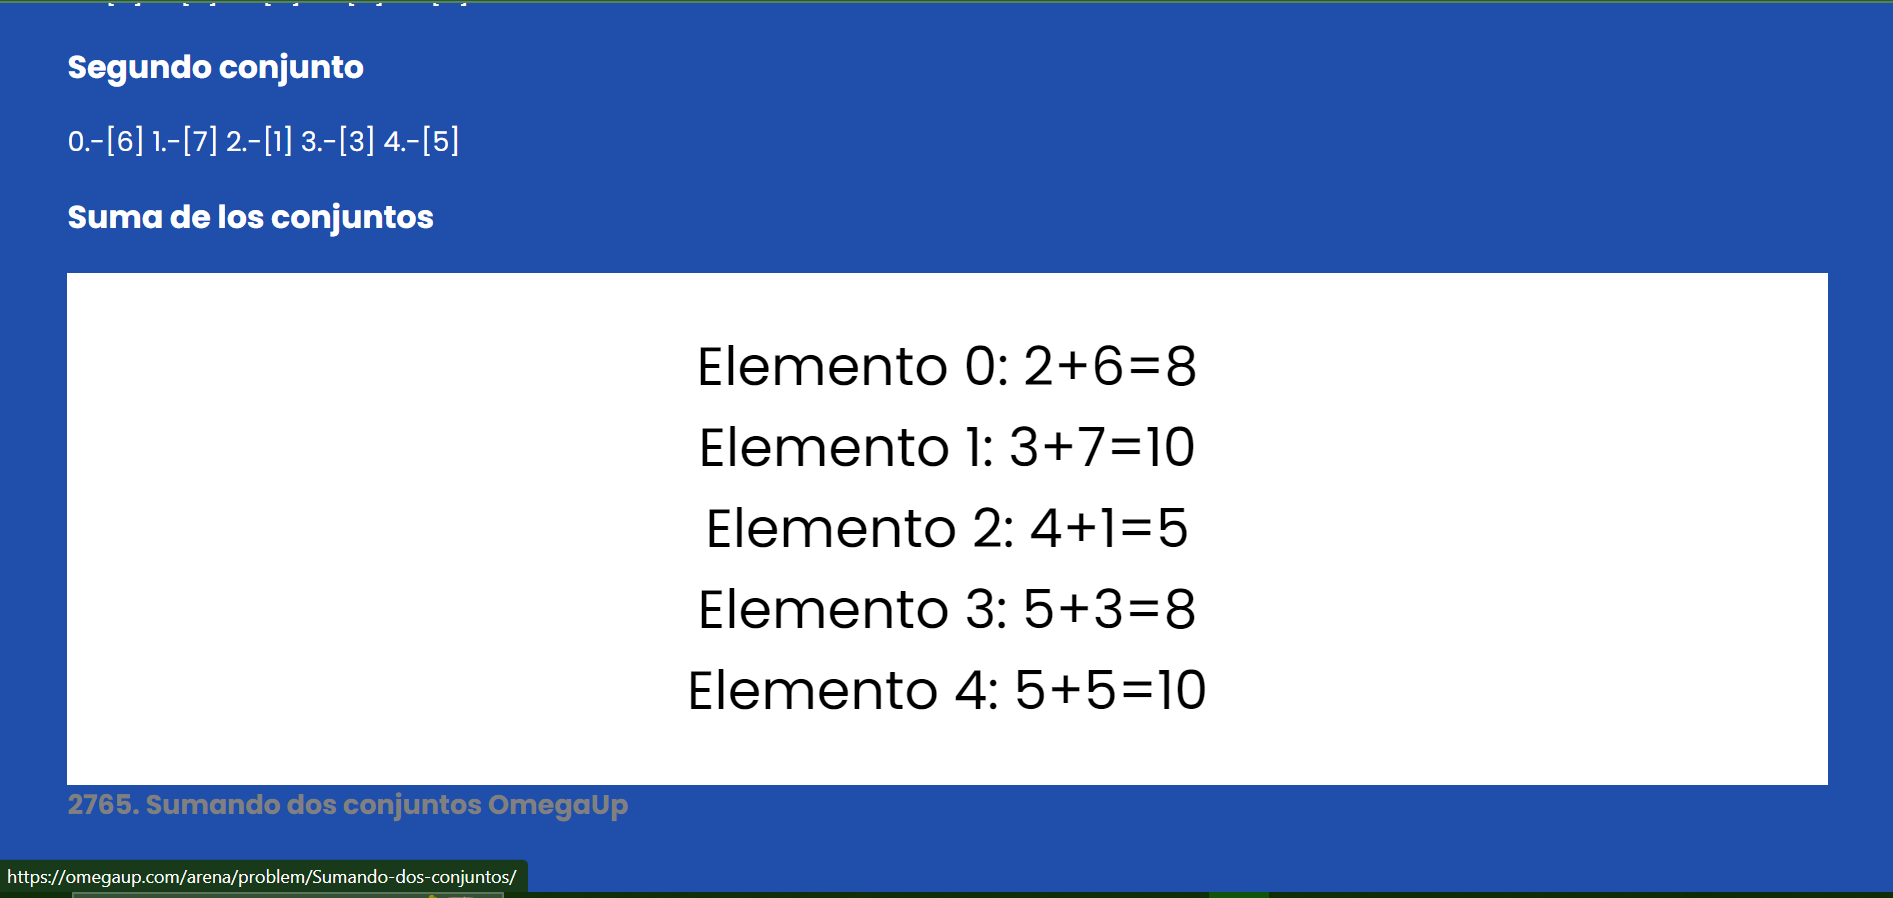 Segundo conjunto
0.-[6] 1.-[7] 2.-[1] 3.-[3] 4.-[5]
Suma de los conjuntos
Elemento 0: 2+6=8
Elemento 1: 3+7=10
Elemento 2: 4+1=5
Elemento 3: 5+3=8
Elemento 4: 5+5=10
2765. Sumando dos conjuntos OmegaUp
https://omegaup.com/arena/problem/Sumando-dos-conjuntos/